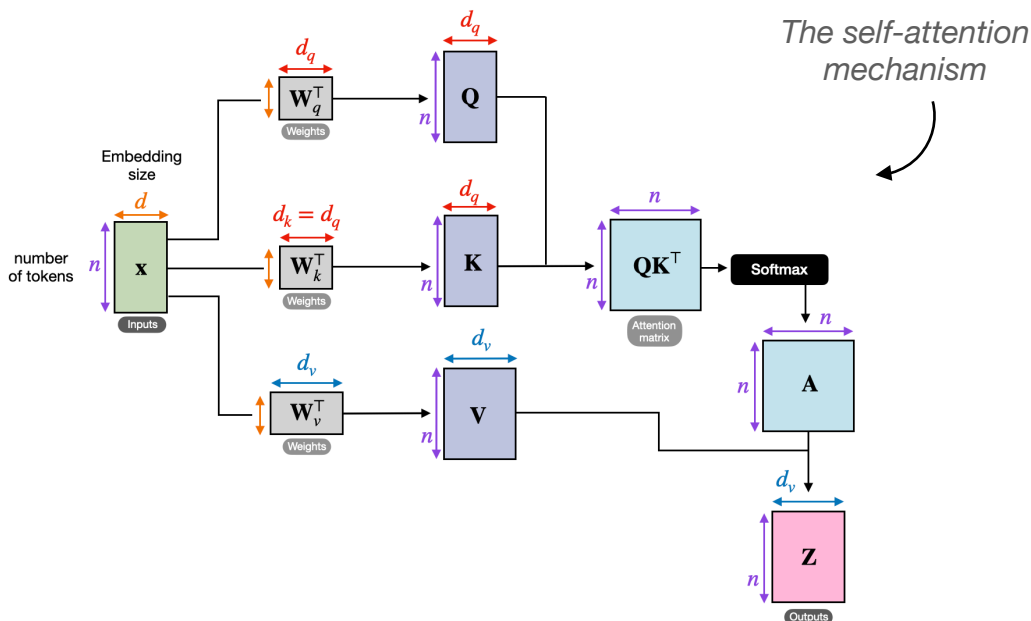 The self-attention
mechanism
d_q
W_q^⊤
Weights
d_q
n
Q
Embedding
size
d
number
of tokens
n
x
Inputs
d_k = d_q
W_k^⊤
Weights
d_q
n
K
n
n
QK^⊤
Attention
matrix
Softmax
d_v
W_v^⊤
Weights
d_v
n
V
n
n
A
d_v
n
Z
Outputs